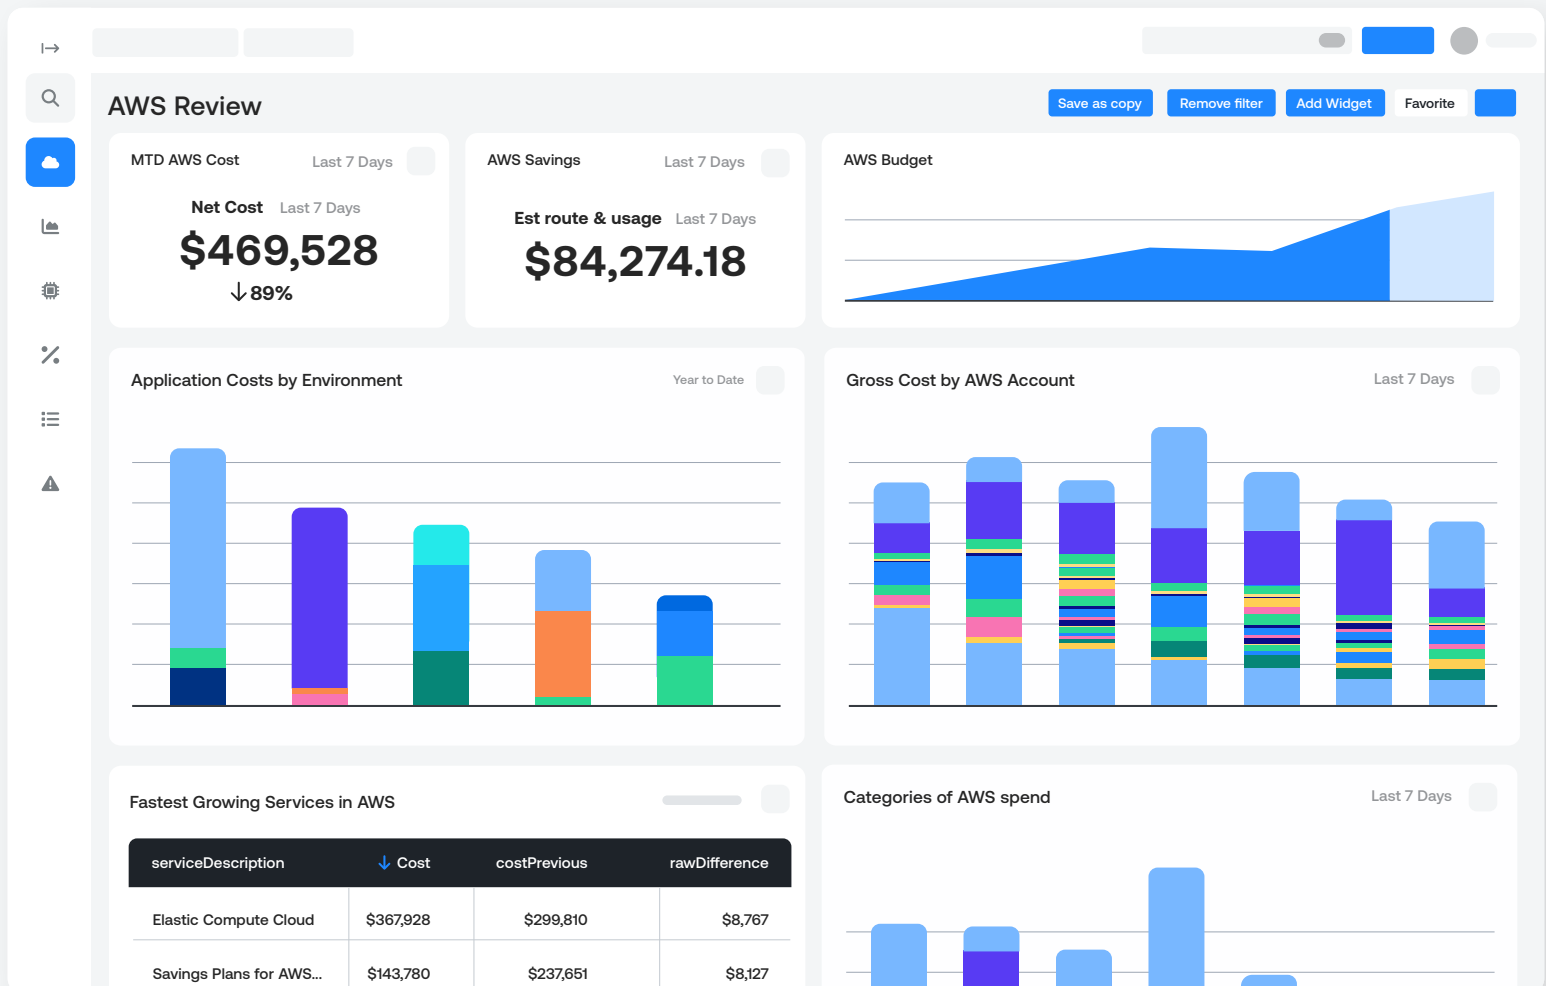 AWS Review
Save as copy
Remove filter
Add Widget
Favorite
MTD AWS Cost
Last 7 Days
Net Cost
Last 7 Days
$469,528
89%
AWS Savings
Last 7 Days
Est route & usage
Last 7 Days
$84,274.18
AWS Budget
Application Costs by Environment
Year to Date
Gross Cost by AWS Account
Last 7 Days
Fastest Growing Services in AWS
serviceDescription Cost costPrevious rawDifference
Elastic Compute Cloud $367,928 $299,810 $8,767
Savings Plans for AWS... $143,780 $237,651 $8,127
Categories of AWS spend
Last 7 Days